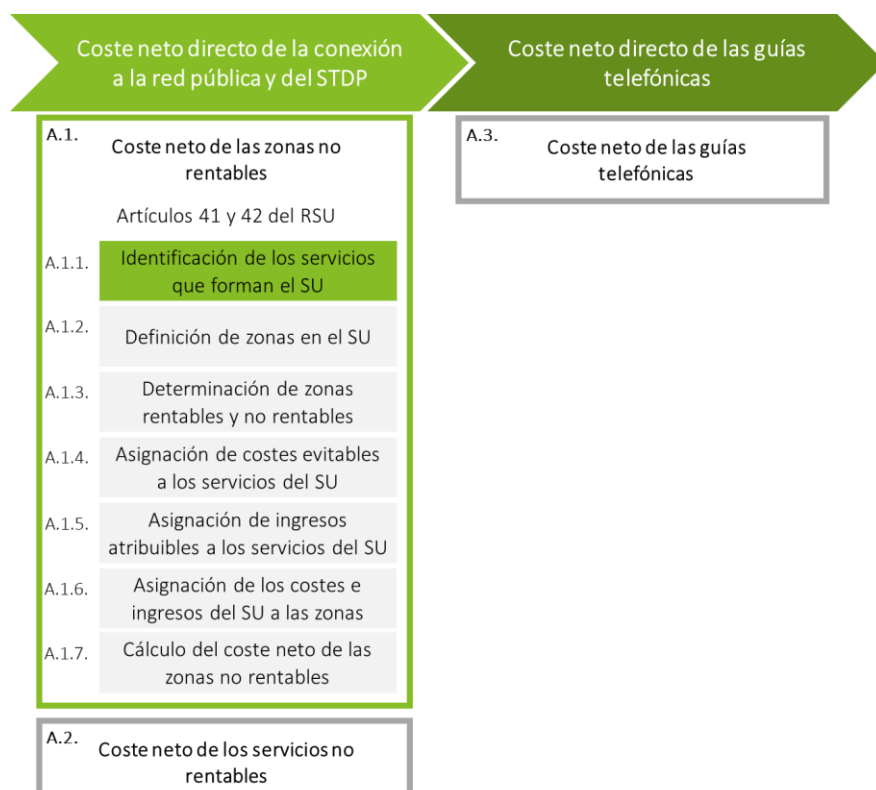 Coste neto directo de la conexión
a la red pública y del STDP
Coste neto directo de las guías
telefónicas
A.1.
Coste neto de las zonas no
rentables
Artículos 41 y 42 del RSU
A.1.1.
Identificación de los servicios
que forman el SU
A.1.2.
Definición de zonas en el SU
A.1.3.
Determinación de zonas
rentables y no rentables
A.1.4.
Asignación de costes evitables
a los servicios del SU
A.1.5.
Asignación de ingresos
atribuibles a los servicios del SU
A.1.6.
Asignación de los costes e
ingresos del SU a las zonas
A.1.7.
Cálculo del coste neto de las
zonas no rentables
A.2.
Coste neto de los servicios no
rentables
A.3.
Coste neto de las guías
telefónicas